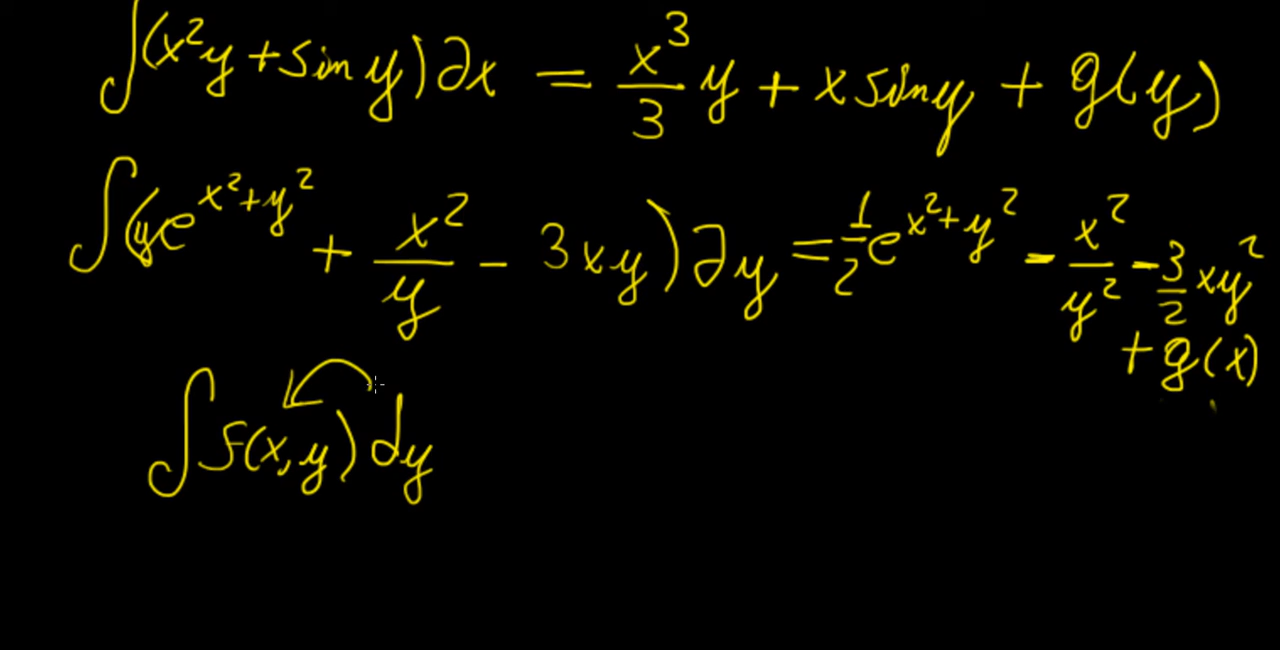 ∫(x²y + sin y)∂x = x³/3 y + x sin y + g(y)
∫(ye^(x²+y²) + x²/y - 3xy)∂y = 1/2 e^(x²+y²) - x²/y² - 3/2 xy²
+ g(x)
∫f(x,y) dy